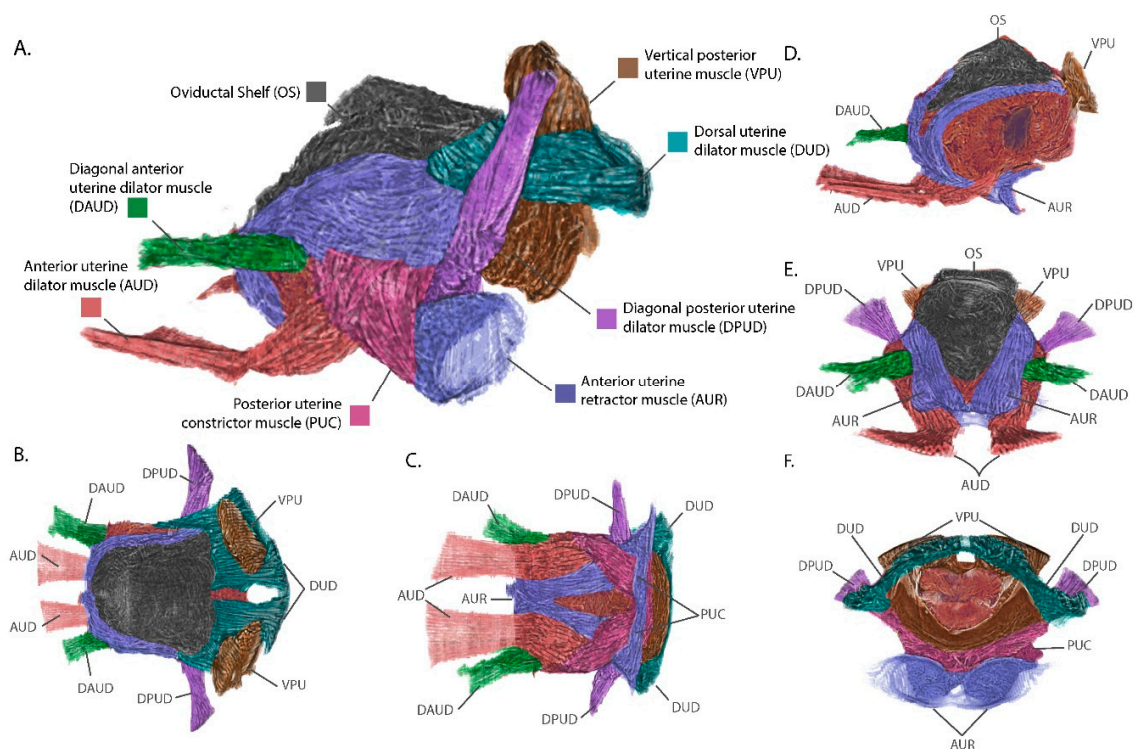 A.
Oviductal Shelf (OS)
Vertical posterior
uterine muscle (VPU)
Dorsal uterine
dilator muscle (DUD)
Diagonal anterior
uterine dilator muscle
(DAUD)
Anterior uterine
dilator muscle (AUD)
Diagonal posterior uterine
dilator muscle (DPUD)
Anterior uterine
retractor muscle (AUR)
Posterior uterine
constrictor muscle (PUC)
B.
DPUD
DAUD
VPU
AUD
DUD
AUD
DAUD
VPU
DPUD
C.
DPUD
DAUD
DUD
AUD
AUR
PUC
DAUD
DPUD
DUD
D.
OS
VPU
DAUD
AUD
AUR
E.
OS
VPU
VPU
DPUD
DPUD
DAUD
DAUD
AUR
AUR
AUD
F.
VPU
DUD
DUD
DPUD
DPUD
PUC
AUR